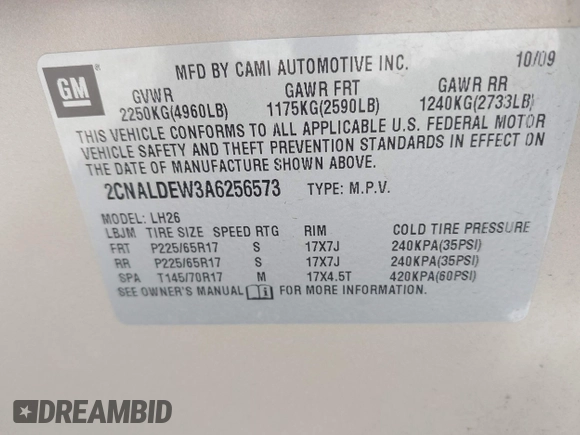 GM
MFD BY CAMI AUTOMOTIVE INC. 10/09
GVWR GAWR FRT GAWR RR
2250KG(4960LB) 1175KG(2590LB) 1240KG(2733LB)
THIS VEHICLE CONFORMS TO ALL APPLICABLE U.S. FEDERAL MOTOR
VEHICLE SAFETY AND THEFT PREVENTION STANDARDS IN EFFECT ON
THE DATE OF MANUFACTURE SHOWN ABOVE.
2CNALDEW3A6256573 TYPE: M.P.V.
MODEL: LH26
LBJM TIRE SIZE SPEED RTG RIM COLD TIRE PRESSURE
FRT P225/65R17 S 17X7J 240KPA(35PSI)
RR P225/65R17 S 17X7J 240KPA(35PSI)
SPA T145/70R17 M 17X4.5T 420KPA(60PSI)
SEE OWNER'S MANUAL FOR MORE INFORMATION.
DREAMBID